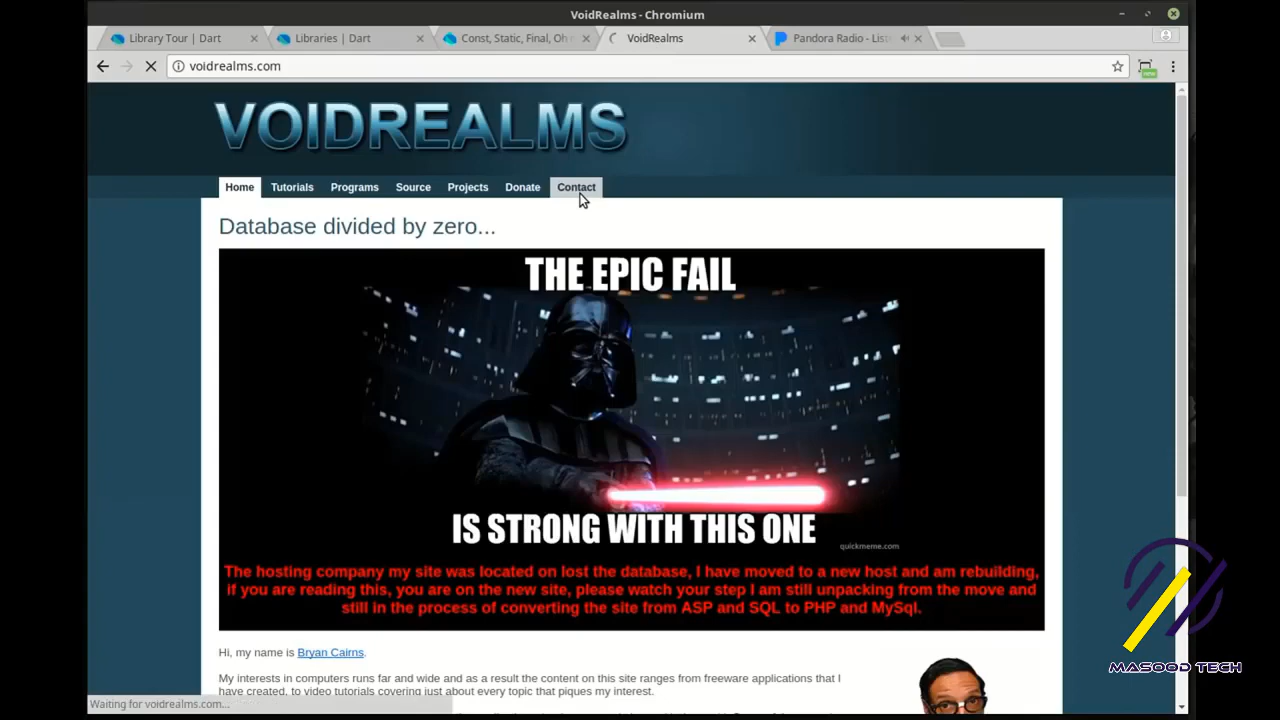 VoidRealms - Chromium
Library Tour | Dart
Libraries | Dart
Const, Static, Final, Oh
VoidRealms
Pandora Radio - List
voidrealms.com
VOIDREALMS
Home Tutorials Programs Source Projects Donate Contact
Database divided by zero...
THE EPIC FAIL
IS STRONG WITH THIS ONE
quickmeme.com
The hosting company my site was located on lost the database, I have moved to a new host and am rebuilding,
if you are reading this, you are on the new site, please watch your step I am still unpacking from the move and
still in the process of converting the site from ASP and SQL to PHP and MySql.
Hi, my name is Bryan Cairns.
My interests in computers runs far and wide and as a result the content on this site ranges from freeware applications that I
have created, to video tutorials covering just about every topic that piques my interest.
Waiting for voidrealms.com...
MASOOD TECH